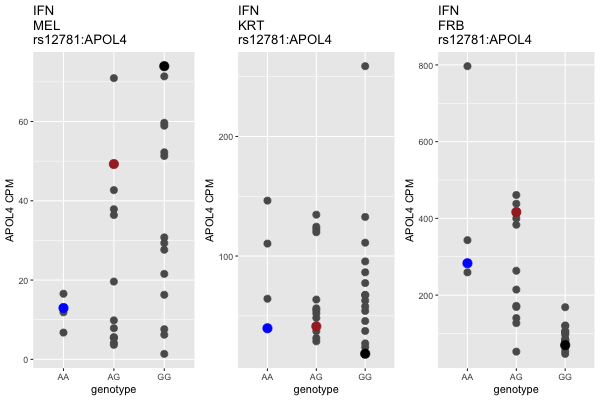 IFN
MEL
rs12781:APOL4
APOL4 CPM
60
40
20
0
AA AG GG
genotype
IFN
KRT
rs12781:APOL4
APOL4 CPM
200
100
AA AG GG
genotype
IFN
FRB
rs12781:APOL4
APOL4 CPM
800
600
400
200
AA AG GG
genotype